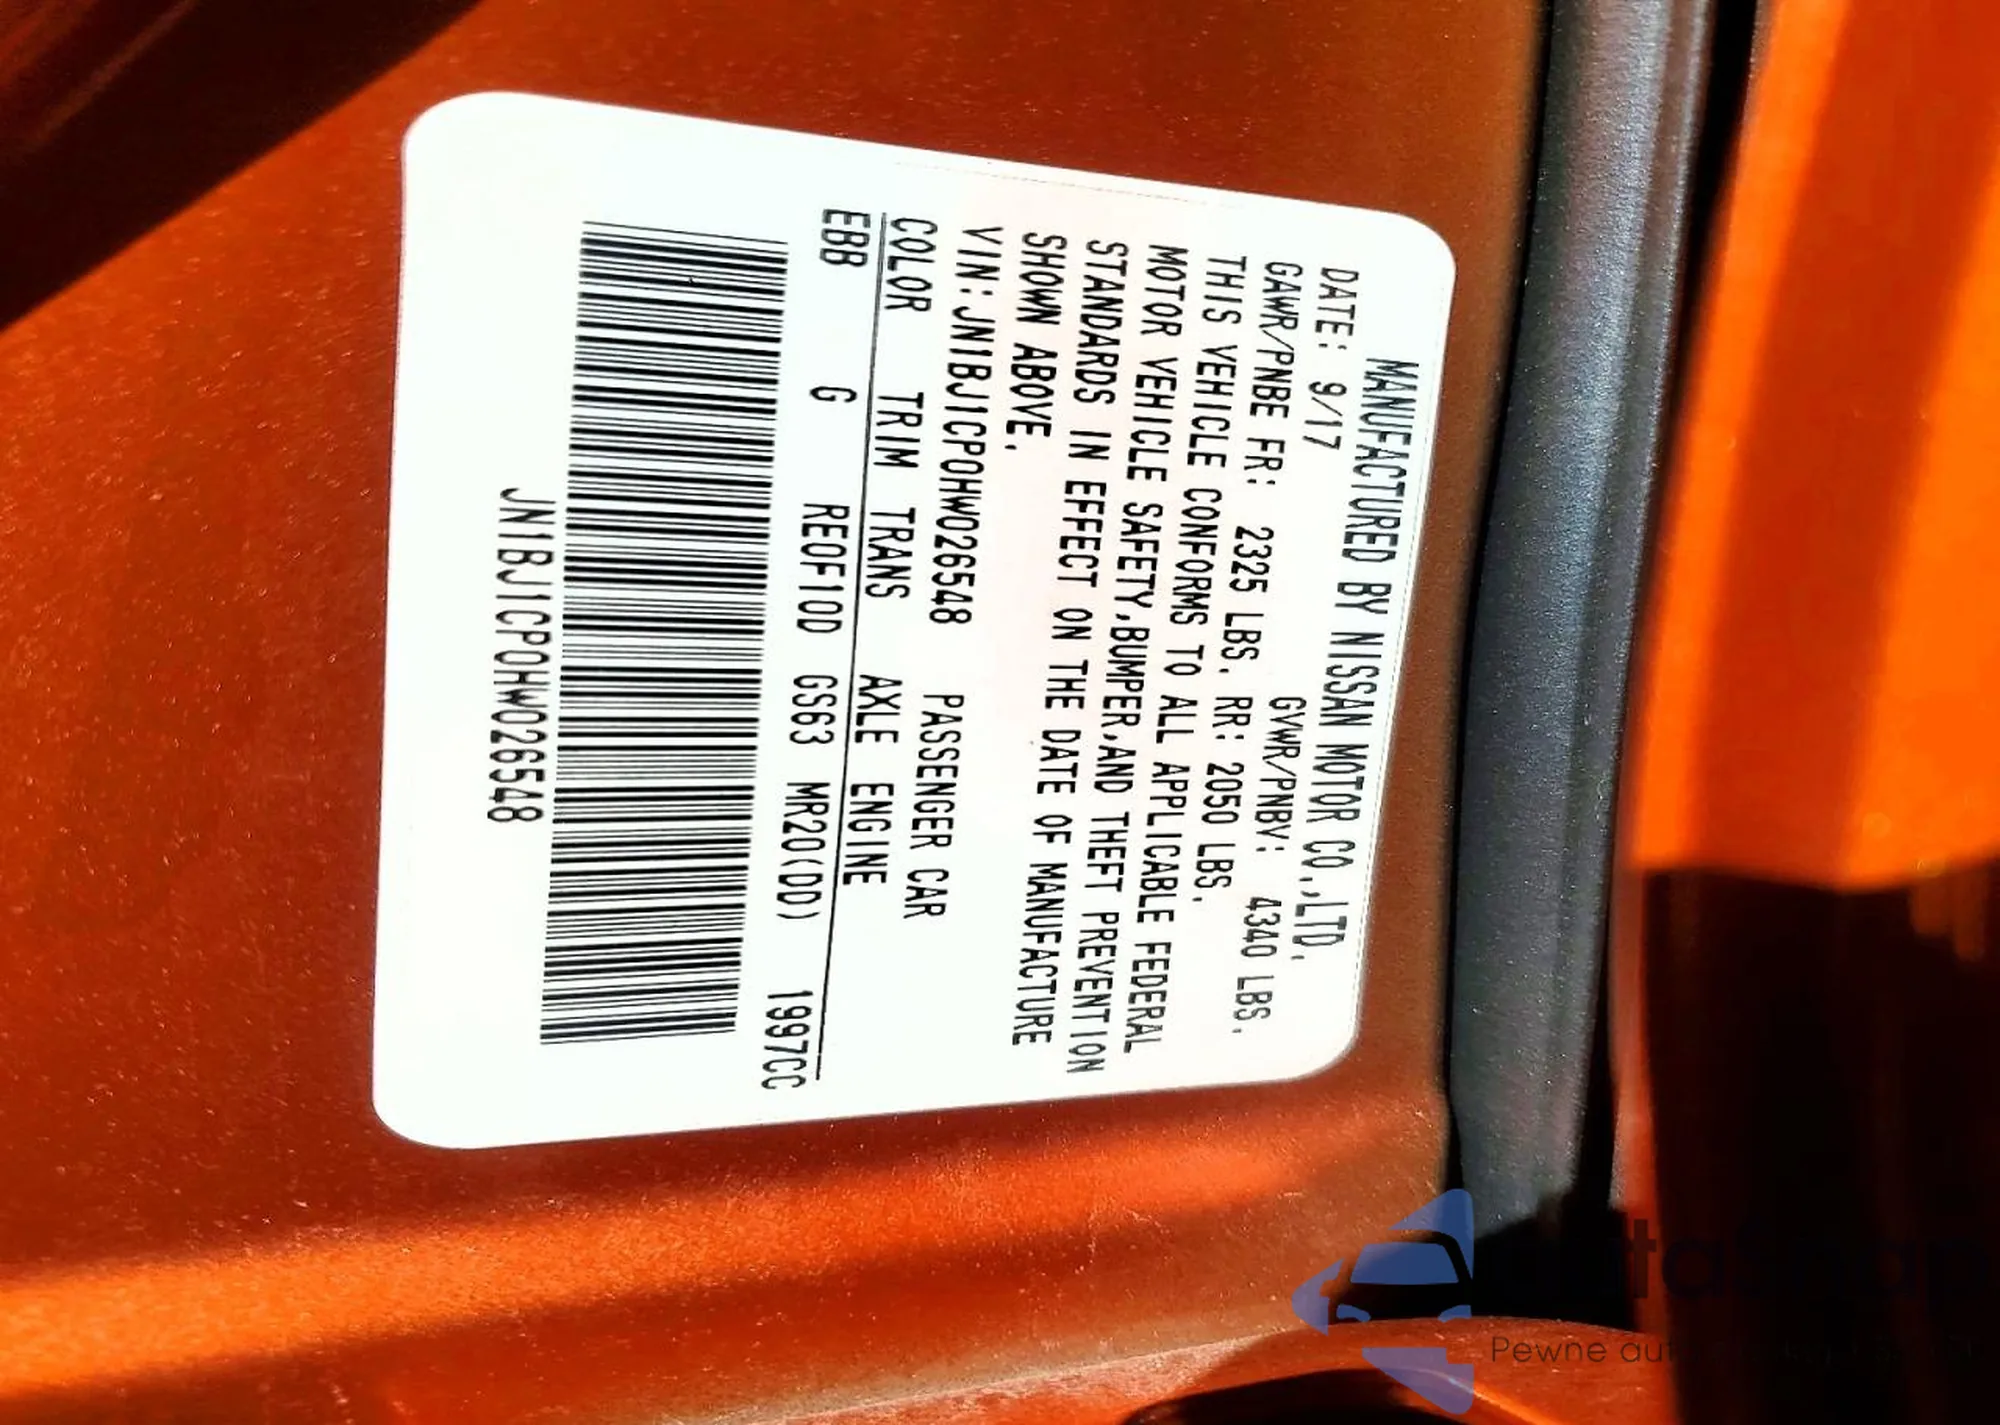 MANUFACTURED BY NISSAN MOTOR CO.,LTD.
DATE: 9/17 GVWR/PNBV: 4340 LBS.
GAWR/PNBE FR: 2325 LBS. RR: 2050 LBS.
THIS VEHICLE CONFORMS TO ALL APPLICABLE FEDERAL
MOTOR VEHICLE SAFETY,BUMPER,AND THEFT PREVENTION
STANDARDS IN EFFECT ON THE DATE OF MANUFACTURE
SHOWN ABOVE.
VIN:JN1BJ1CP0HW026548 PASSENGER CAR
COLOR TRIM TRANS AXLE ENGINE
EBB G RE0F10D GS63 MR20(DD) 1997CC
JN1BJ1CP0HW026548
Pewne